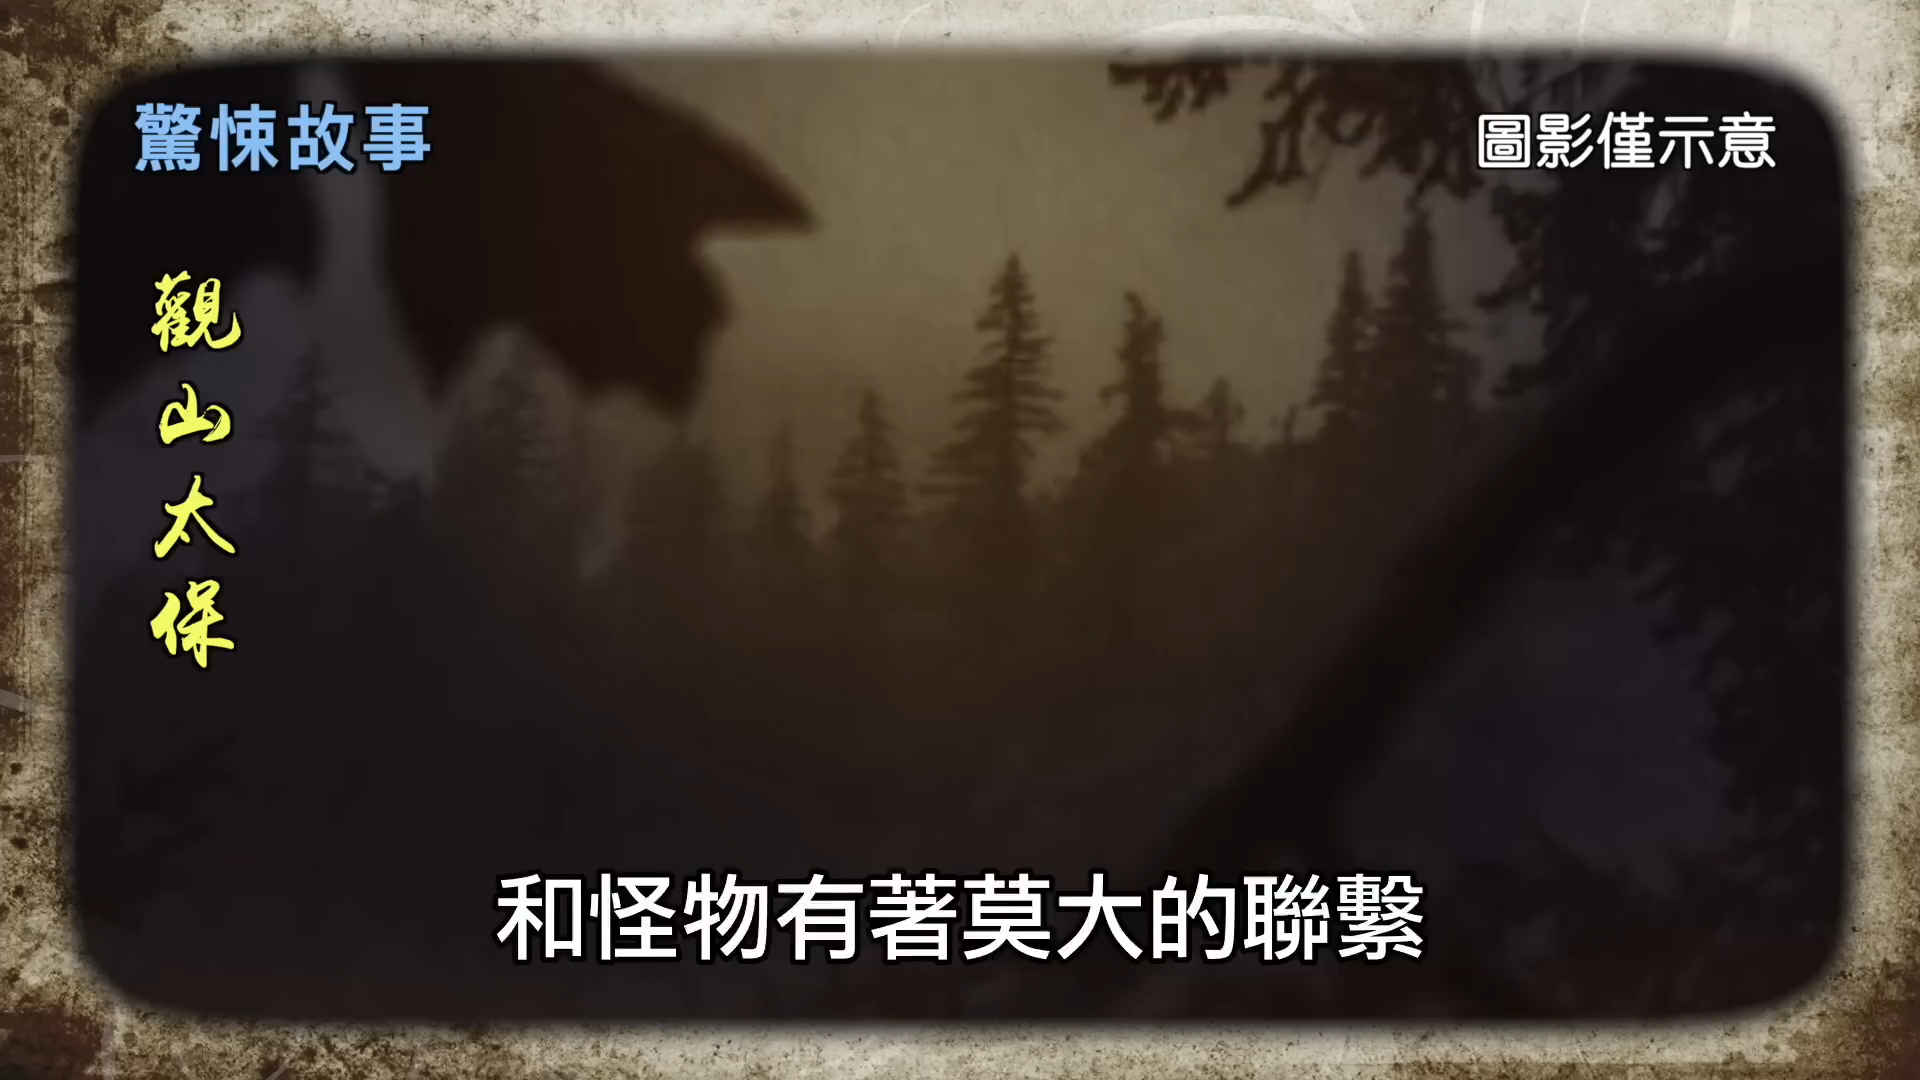 驚悚故事
圖影僅示意
觀山太保
和怪物有著莫大的聯繫